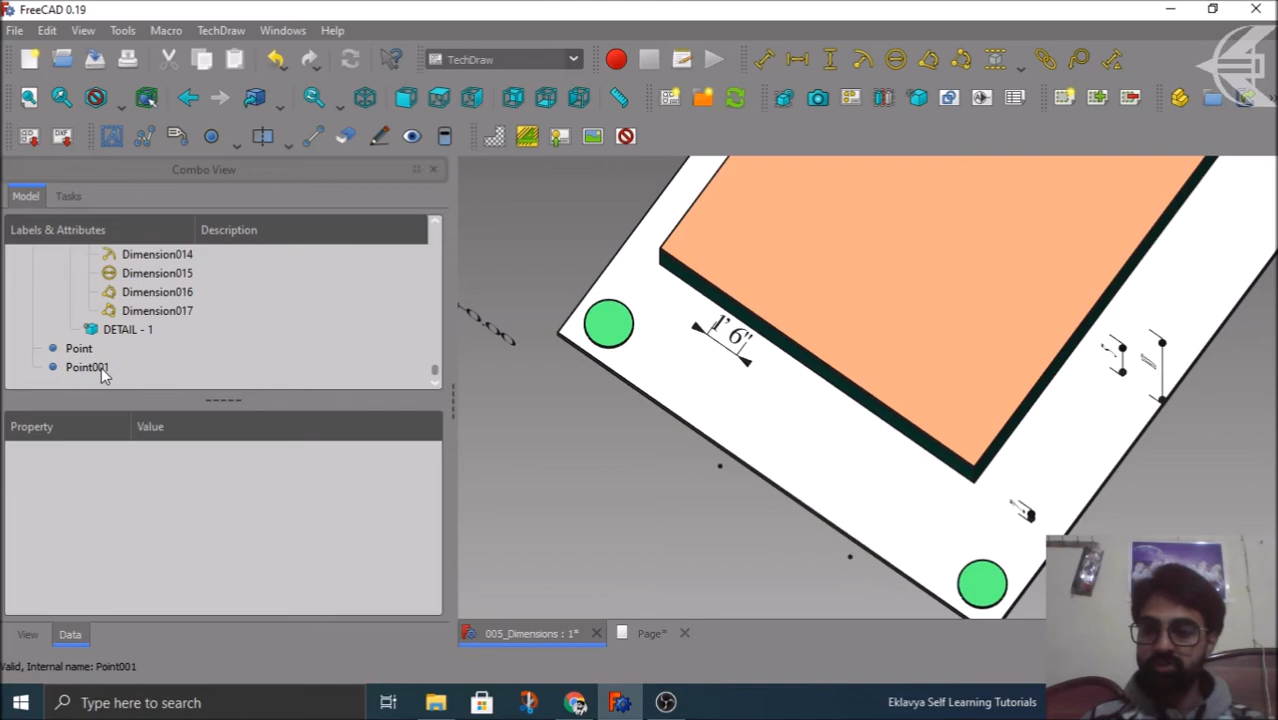 FreeCAD 0.19
File Edit View Tools Macro TechDraw Windows Help
TechDraw
Combo View
Model Tasks
Labels & Attributes Description
Dimension014
Dimension015
Dimension016
Dimension017
DETAIL - 1
Point
Point001
1' 6"
Property Value
View Data
005_Dimensions : 1* Page*
Valid, Internal name: Point001
Type here to search
Eklavya Self Learning Tutorials